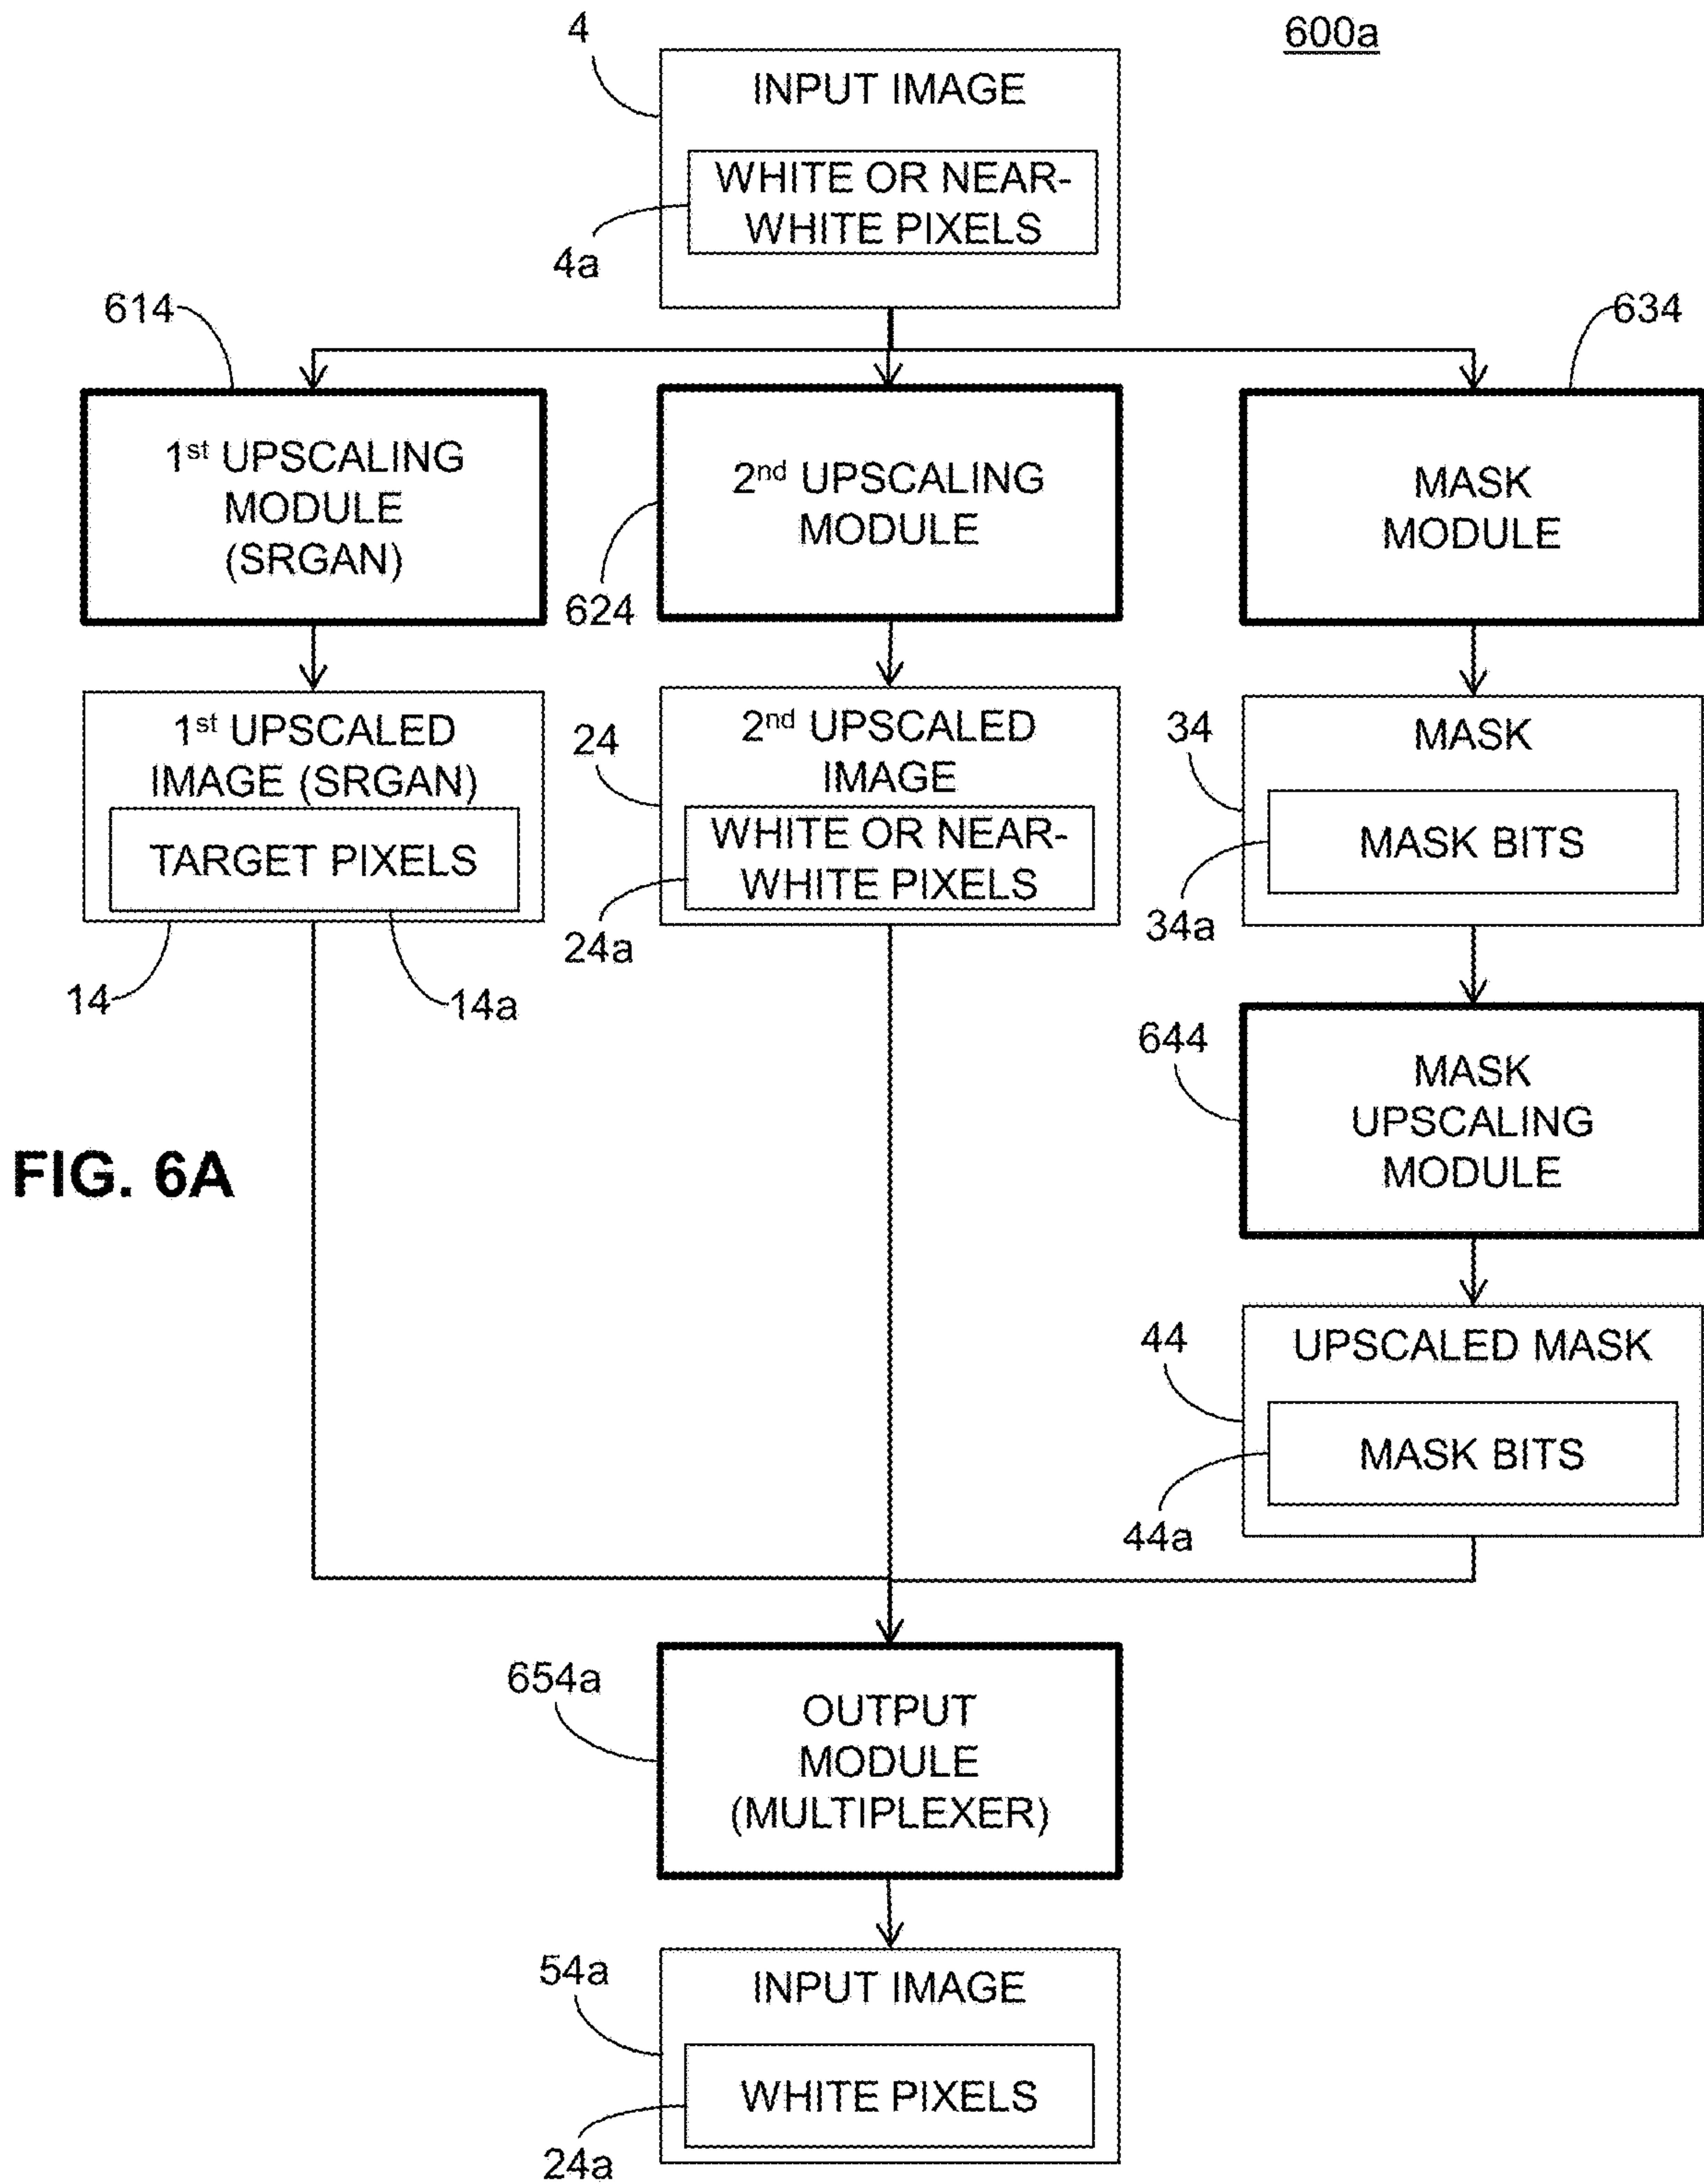 4
600a
INPUT IMAGE
WHITE OR NEAR-
WHITE PIXELS
4a
614
634
1st UPSCALING
MODULE
(SRGAN)
2nd UPSCALING
MODULE
MASK
MODULE
624
1st UPSCALED
IMAGE (SRGAN)
TARGET PIXELS
14
14a
24
2nd UPSCALED
IMAGE
WHITE OR NEAR-
WHITE PIXELS
24a
34
MASK
MASK BITS
34a
644
MASK
UPSCALING
MODULE
FIG. 6A
44
UPSCALED MASK
MASK BITS
44a
654a
OUTPUT
MODULE
(MULTIPLEXER)
54a
INPUT IMAGE
WHITE PIXELS
24a